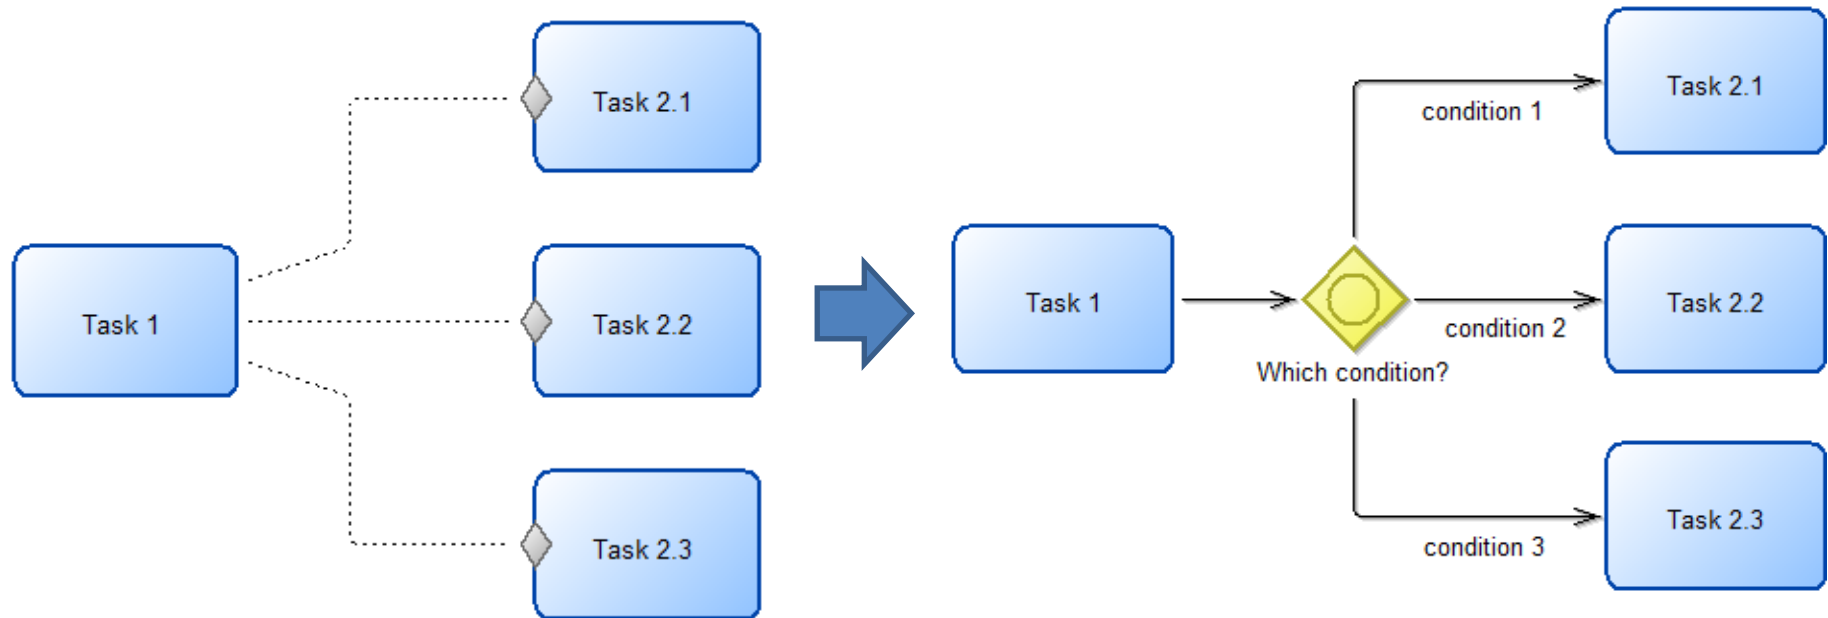 Task 2.1
Task 1
Task 2.2
Task 2.3
Task 2.1
condition 1
Task 1
Task 2.2
condition 2
Which condition?
Task 2.3
condition 3